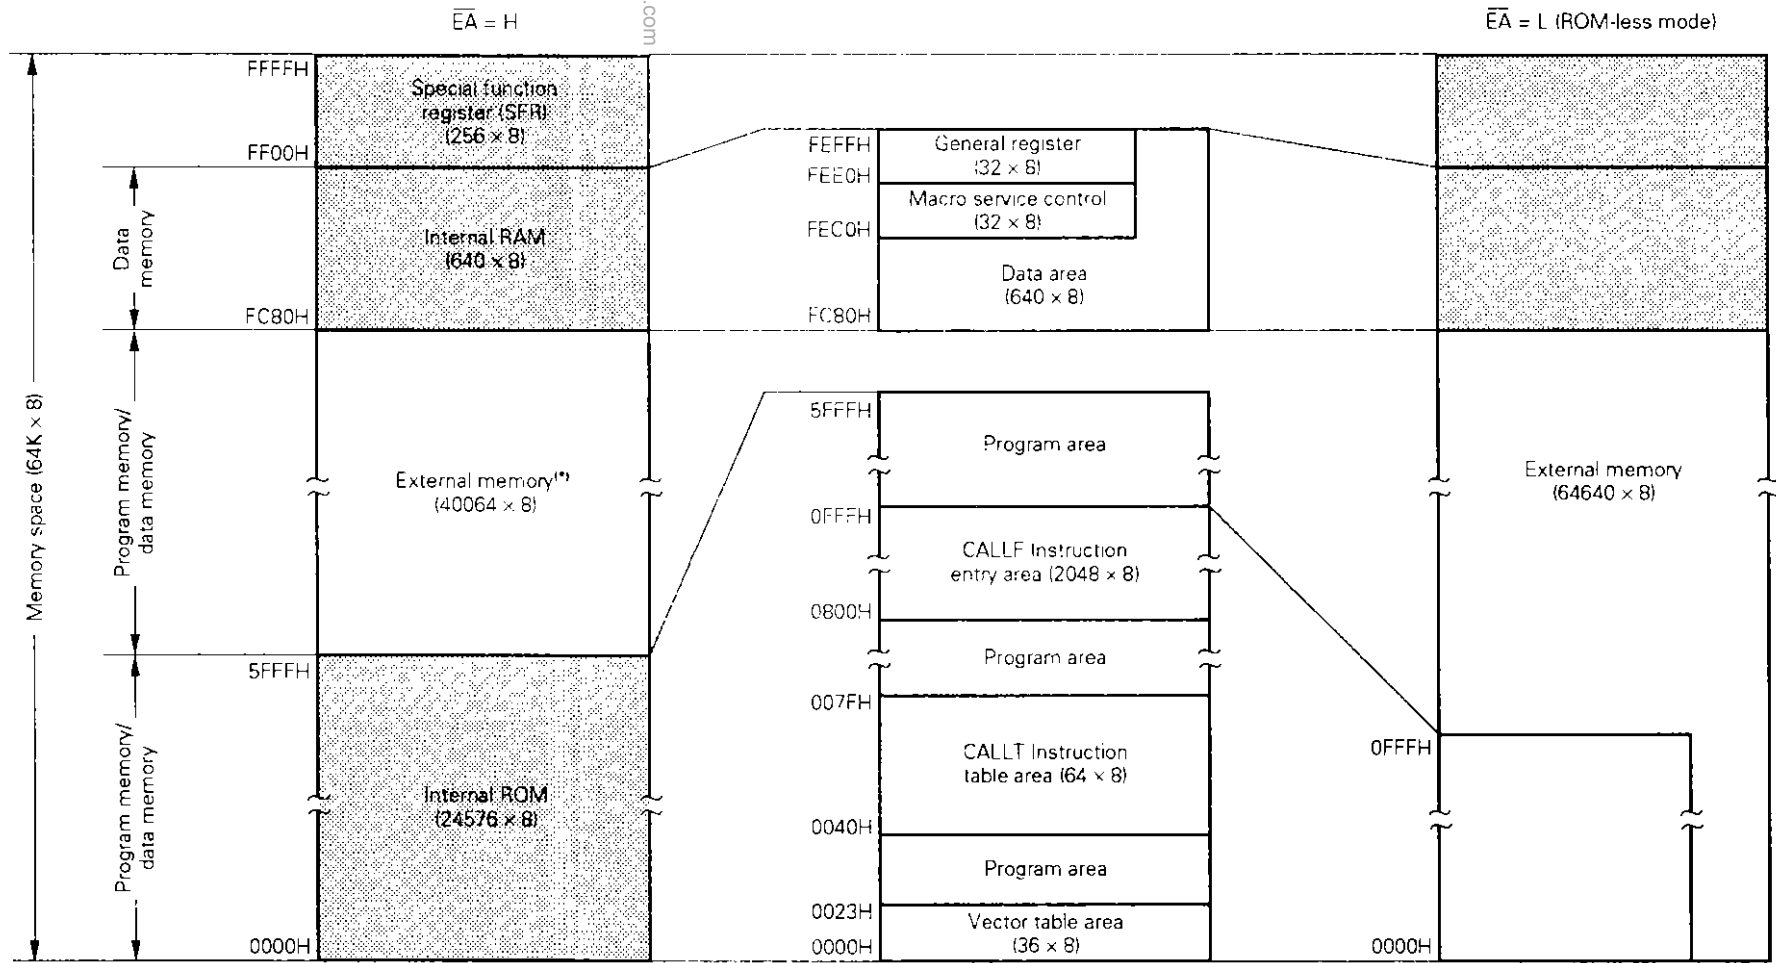 EA = H
.com
EA = L (ROM-less mode)
Memory space (64K × 8)
Data
memory
Program memory/
data memory
Program memory/
data memory
FFFFH
Special function
register (SFR)
(256 × 8)
FF00H
Internal RAM
(640 × 8)
FC80H
External memory(*)
(40064 × 8)
5FFFH
Internal ROM
(24576 × 8)
0000H
FEFFH
General register
(32 × 8)
FEE0H
Macro service control
(32 × 8)
FEC0H
Data area
(640 × 8)
FC80H
5FFFH
Program area
0FFFH
CALLF Instruction
entry area (2048 × 8)
0800H
Program area
007FH
CALLT Instruction
table area (64 × 8)
0040H
Program area
0023H
Vector table area
(36 × 8)
0000H
External memory
(64640 × 8)
0FFFH
0000H